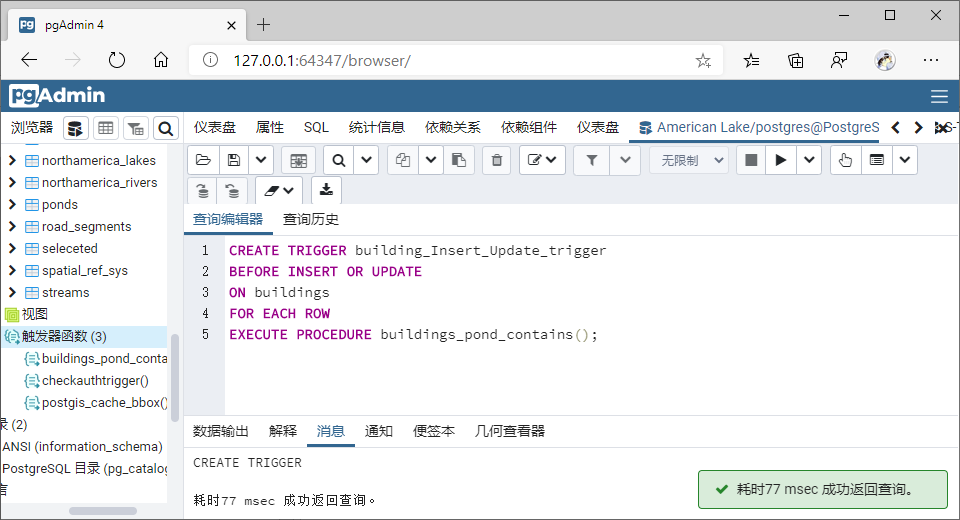 pgAdmin 4
127.0.0.1:64347/browser/
pgAdmin
浏览器
仪表盘 属性 SQL 统计信息 依赖关系 依赖组件 仪表盘 American Lake/postgres@PostgreS
northamerica_lakes
northamerica_rivers
ponds
road_segments
seleceted
spatial_ref_sys
streams
视图
触发器函数 (3)
buildings_pond_conta
checkauthtrigger()
postgis_cache_bbox()
录 (2)
ANSI (information_schema)
PostgreSQL 目录 (pg_catalog
言
无限制
查询编辑器 查询历史
1 CREATE TRIGGER building_Insert_Update_trigger
2 BEFORE INSERT OR UPDATE
3 ON buildings
4 FOR EACH ROW
5 EXECUTE PROCEDURE buildings_pond_contains();
数据输出 解释 消息 通知 便签本 几何查看器
CREATE TRIGGER
耗时77 msec 成功返回查询。
耗时77 msec 成功返回查询。